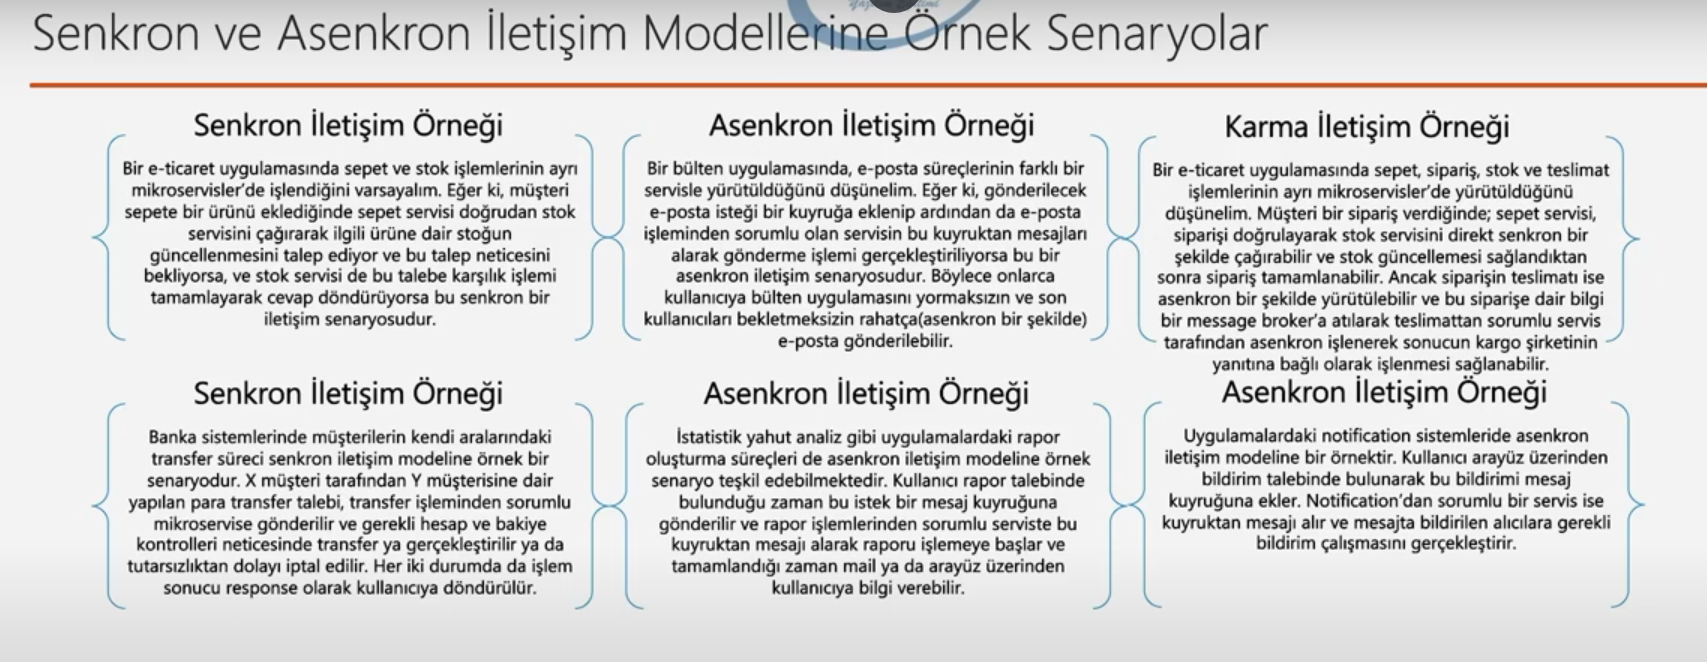 Senkron ve Asenkron İletişim Modellerine Örnek Senaryolar
Senkron İletişim Örneği
Bir e-ticaret uygulamasında sepet ve stok işlemlerinin ayrı
mikroservisler'de işlendiğini varsayalım. Eğer ki, müşteri
sepete bir ürünü eklediğinde sepet servisi doğrudan stok
servisini çağırarak ilgili ürüne dair stoğun
güncellenmesini talep ediyor ve bu talep neticesini
bekliyorsa, ve stok servisi de bu talebe karşılık işlemi
tamamlayarak cevap döndürüyorsa bu senkron bir
iletişim senaryosudur.
Asenkron İletişim Örneği
Bir bülten uygulamasında, e-posta süreçlerinin farklı bir
servisle yürütüldüğünü düşünelim. Eğer ki, gönderilecek
e-posta isteği bir kuyruğa eklenip ardından da e-posta
işleminden sorumlu olan servisin bu kuyruktan mesajları
alarak gönderme işlemi gerçekleştiriliyorsa bu bir
asenkron iletişim senaryosudur. Böylece onlarca
kullanıcıya bülten uygulamasını yormaksızın ve son
kullanıcıları bekletmeksizin rahatça(asenkron bir şekilde)
e-posta gönderilebilir.
Karma İletişim Örneği
Bir e-ticaret uygulamasında sepet, sipariş, stok ve teslimat
işlemlerinin ayrı mikroservisler'de yürütüldüğünü
düşünelim. Müşteri bir sipariş verdiğinde; sepet servisi,
siparişi doğrulayarak stok servisini direkt senkron bir
şekilde çağırabilir ve stok güncellemesi sağlandıktan
sonra sipariş tamamlanabilir. Ancak siparişin teslimatı ise
asenkron bir şekilde yürütülebilir ve bu siparişe dair bilgi
bir message broker'a atılarak teslimattan sorumlu servis
tarafından asenkron işlenerek sonucun kargo şirketinin
yanıtına bağlı olarak işlenmesi sağlanabilir.
Senkron İletişim Örneği
Banka sistemlerinde müşterilerin kendi aralarındaki
transfer süreci senkron iletişim modeline örnek bir
senaryodur. X müşteri tarafından Y müşterisine dair
yapılan para transfer talebi, transfer işleminden sorumlu
mikroservise gönderilir ve gerekli hesap ve bakiye
kontrolleri neticesinde transfer ya gerçekleştirilir ya da
tutarsızlıktan dolayı iptal edilir. Her iki durumda da işlem
sonucu response olarak kullanıcıya döndürülür.
Asenkron İletişim Örneği
İstatistik yahut analiz gibi uygulamalardaki rapor
oluşturma süreçleri de asenkron iletişim modeline örnek
senaryo teşkil edebilmektedir. Kullanıcı rapor talebinde
bulunduğu zaman bu istek bir mesaj kuyruğuna
gönderilir ve rapor işlemlerinden sorumlu serviste bu
kuyruktan mesajı alarak raporu işlemeye başlar ve
tamamlandığı zaman mail ya da arayüz üzerinden
kullanıcıya bilgi verebilir.
Asenkron İletişim Örneği
Uygulamalardaki notification sistemleride asenkron
iletişim modeline bir örnektir. Kullanıcı arayüz üzerinden
bildirim talebinde bulunarak bu bildirimi mesaj
kuyruğuna ekler. Notification'dan sorumlu bir servis ise
kuyruktan mesajı alır ve mesajta bildirilen alıcılara gerekli
bildirim çalışmasını gerçekleştirir.